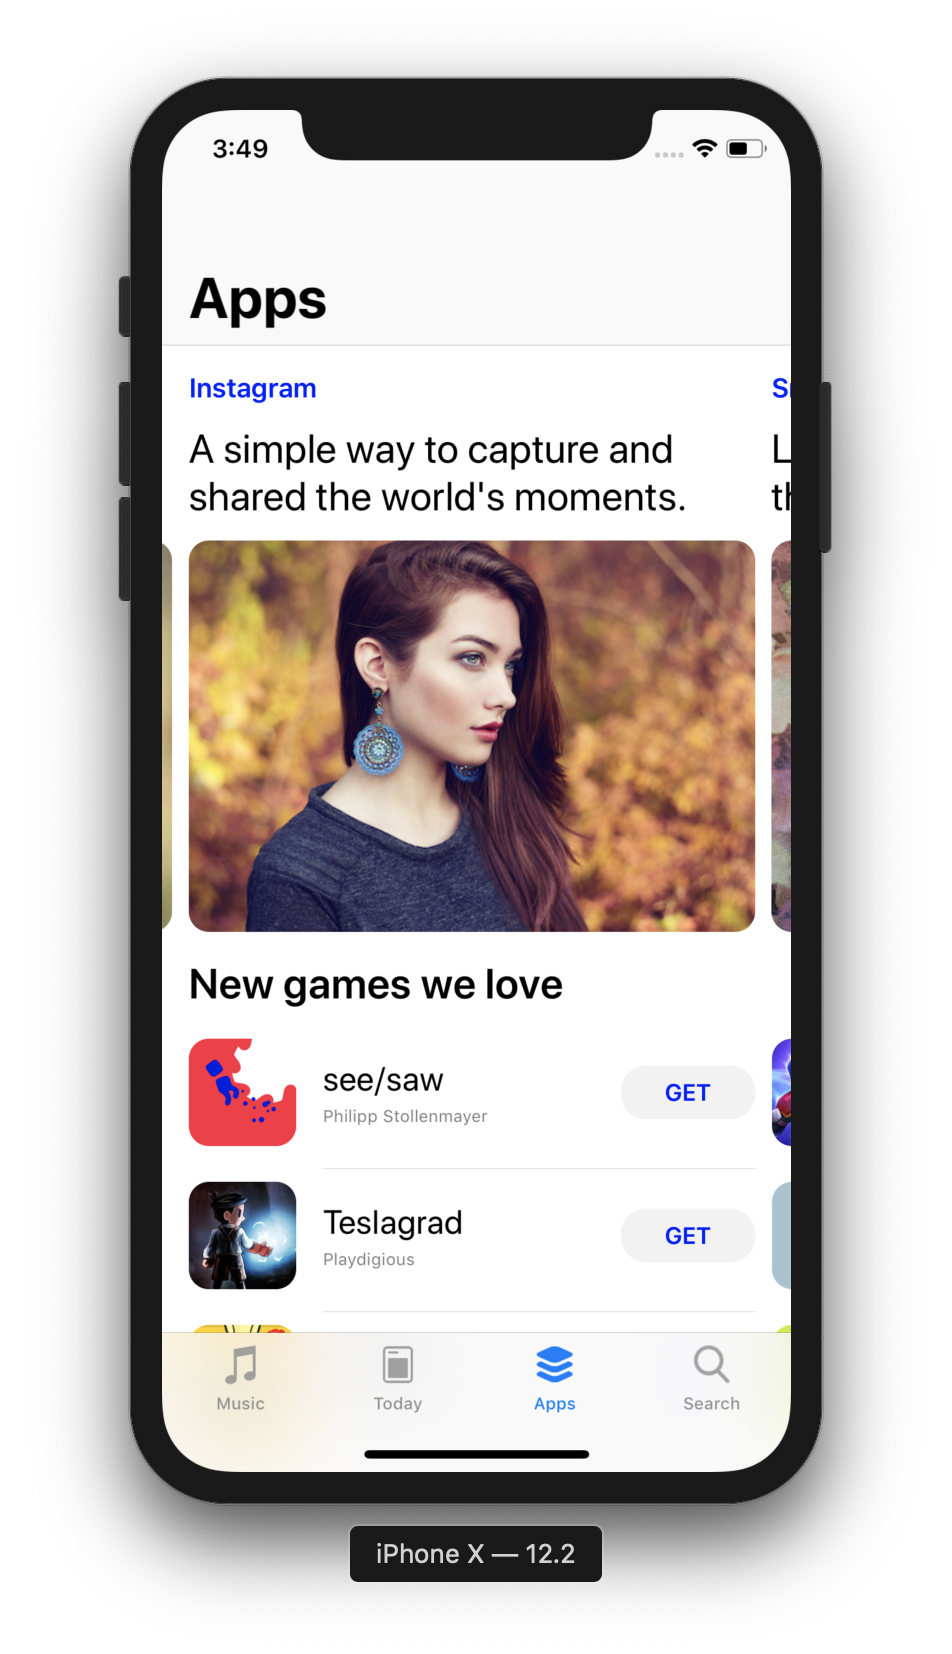 3:49
Apps
Instagram
A simple way to capture and
shared the world's moments.
New games we love
see/saw
Philipp Stollenmayer
GET
Teslagrad
Playdigious
GET
Music
Today
Apps
Search
iPhone X — 12.2